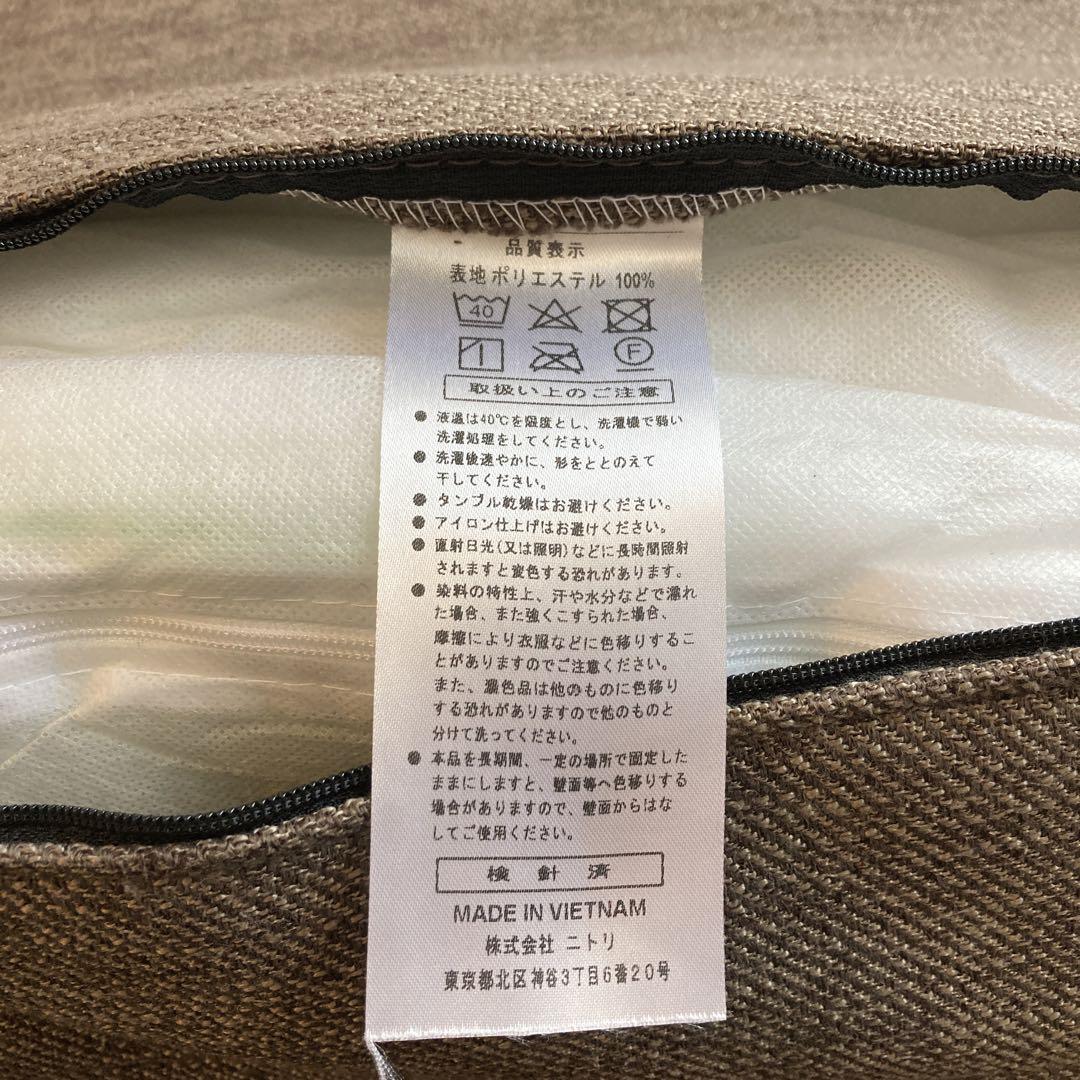 品質表示
表地 ポリエステル 100%
40
F
取扱い上のご注意
● 液温は40℃を限度とし、洗濯機で弱い
洗濯処理をしてください。
● 洗濯後速やかに、形をととのえて
干してください。
● タンブル乾燥はお避けください。
● アイロン仕上げはお避けください。
● 直射日光(又は照明)などに長時間照射
されますと変色する恐れがあります。
● 染料の特性上、汗や水分などで濡れ
た場合、また強くこすられた場合、
摩擦により衣服などに色移りするこ
とがありますのでご注意ください。
また、濃色品は他のものに色移り
する恐れがありますので他のものと
分けて洗ってください。
● 本品を長期間、一定の場所で固定した
ままにしますと、壁面等へ色移りする
場合がありますので、壁面からはな
してご使用ください。
検針済
MADE IN VIETNAM
株式会社 ニトリ
東京都北区神谷3丁目6番20号